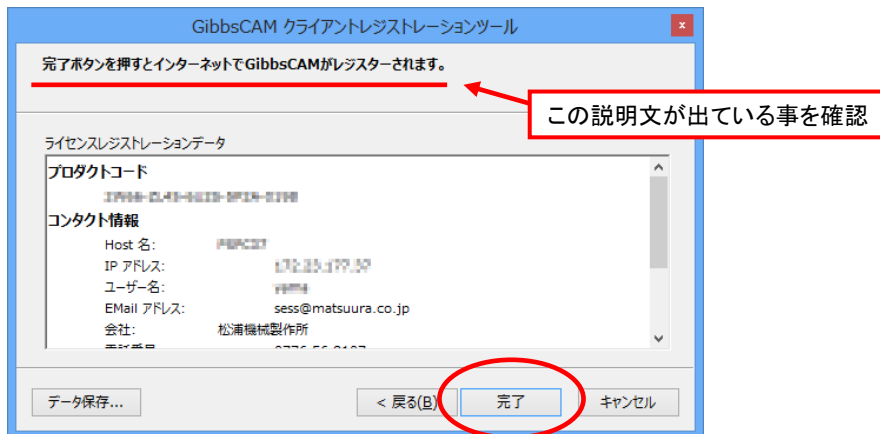 GibbsCAM クライアントレジストレーションツール
完了ボタンを押すとインターネットでGibbsCAMがレジスターされます。
この説明文が出ている事を確認
ライセンスレジストレーションデータ
プロダクトコード
コンタクト情報
Host 名:
IP アドレス:
ユーザー名:
EMail アドレス: sess@matsuura.co.jp
会社: 松浦機械製作所
データ保存... < 戻る(B) 完了 キャンセル